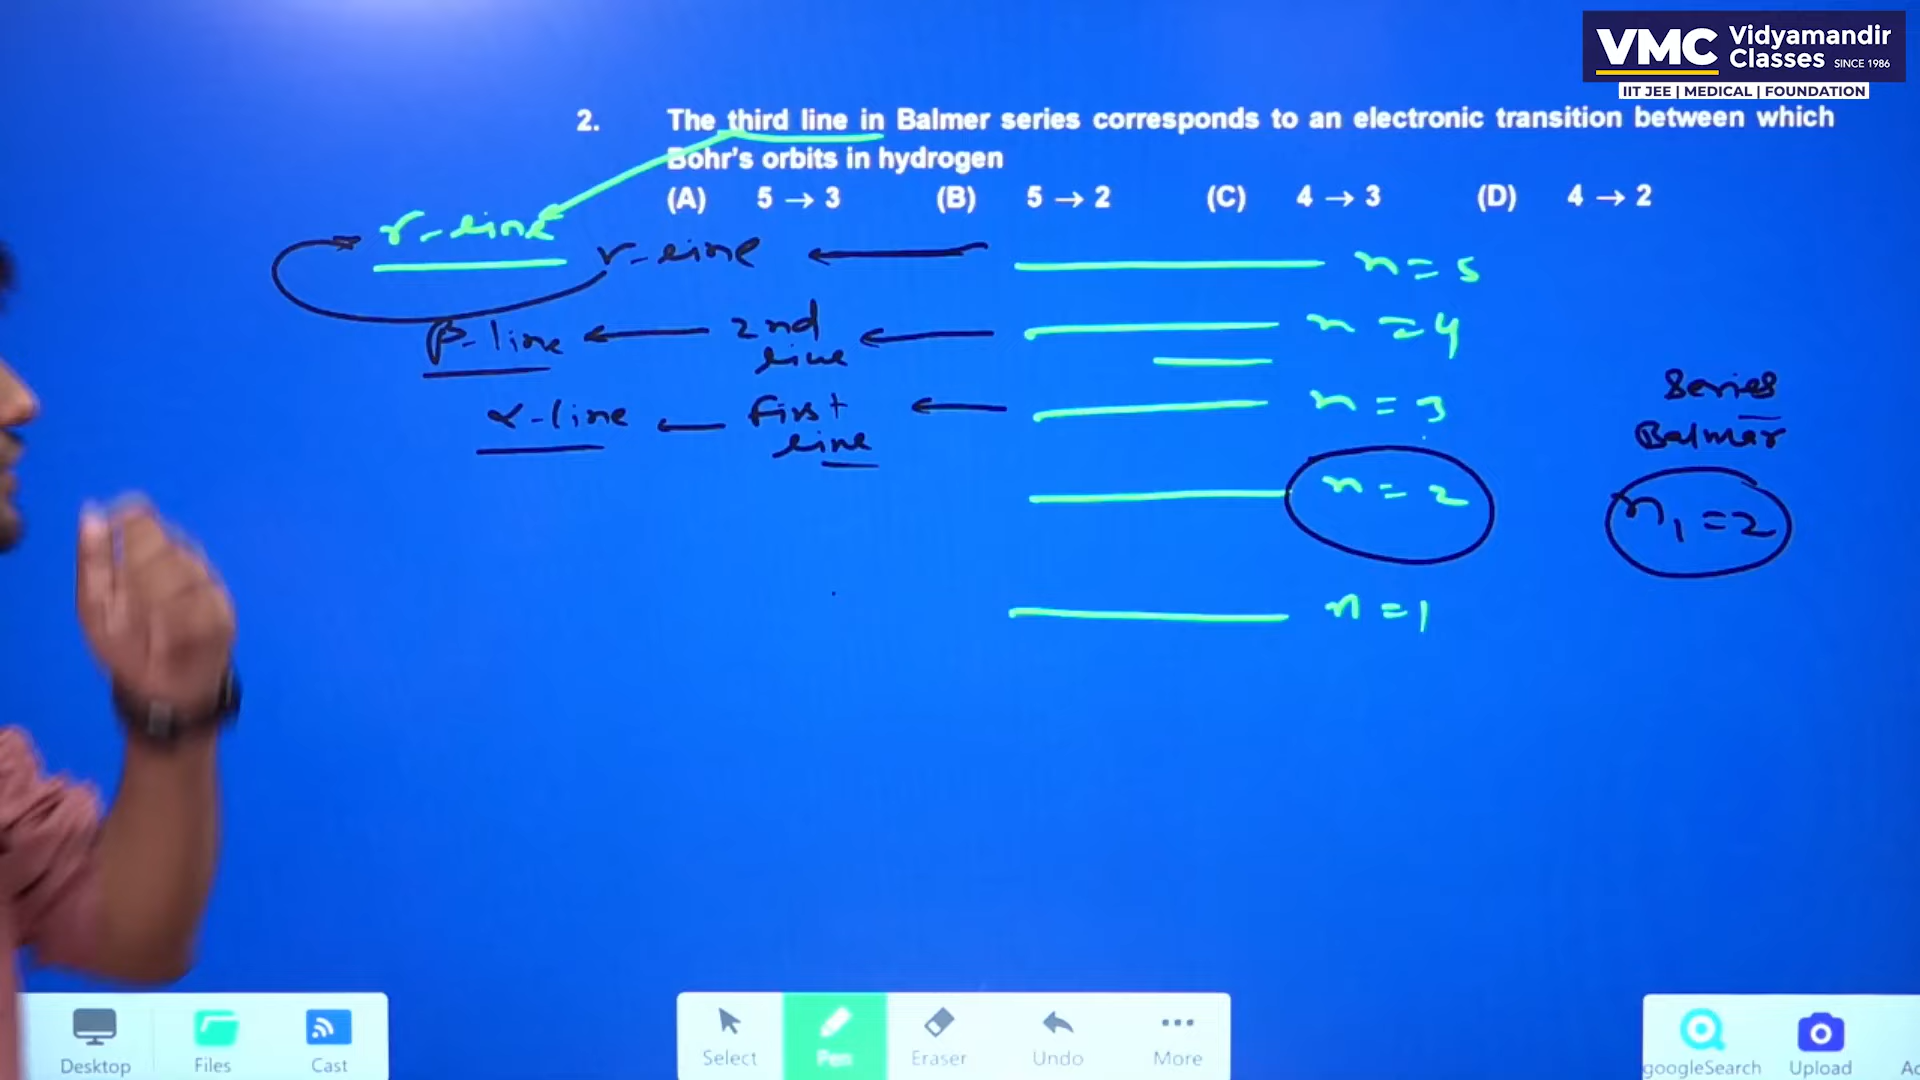 VMC Vidyamandir Classes SINCE 1986
IIT JEE | MEDICAL | FOUNDATION
2. The third line in Balmer series corresponds to an electronic transition between which
Bohr's orbits in hydrogen
(A) 5 → 3 (B) 5 → 2 (C) 4 → 3 (D) 4 → 2
γ-line γ-line ← n = 5
β-line ← 2nd line ← n = 4
α-line ← first line ← n = 3
Series
Balmer
n = 2
n₁ = 2
n = 1
Desktop Files Cast Select Pen Eraser Undo More googleSearch Upload